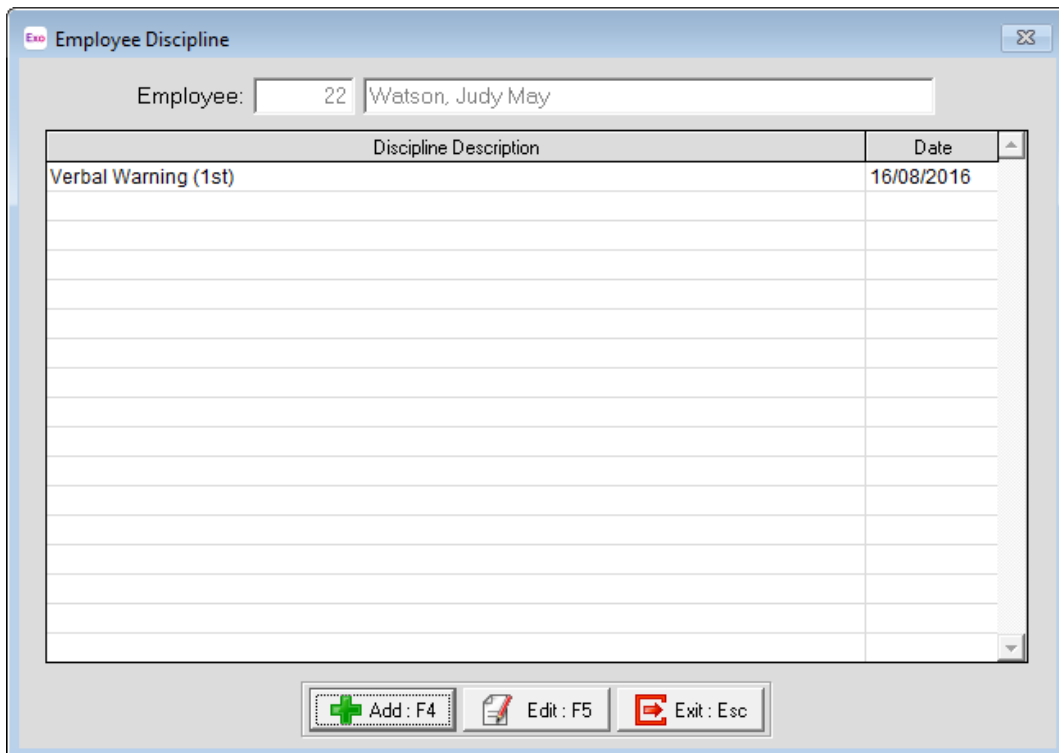 Exo Employee Discipline
Employee: 22 Watson, Judy May
Discipline Description Date
Verbal Warning (1st) 16/08/2016
Add : F4 Edit : F5 Exit : Esc